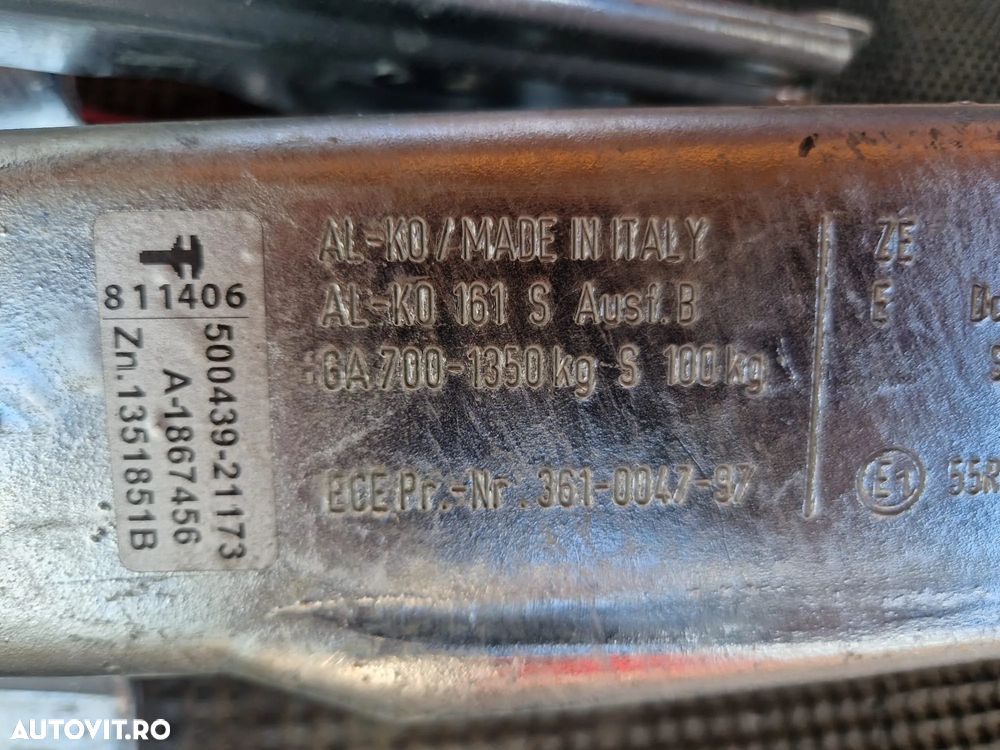 811406
500439-21173
A-1867456
Zn.1351851B
AL-KO/MADE IN ITALY
AL-KO 161 S Ausf. B
GA 700-1350 kg S 100 kg
ECE Pr.-Nr. 361-0047-97
ZE
E
E1 55R
AUTOVIT.RO